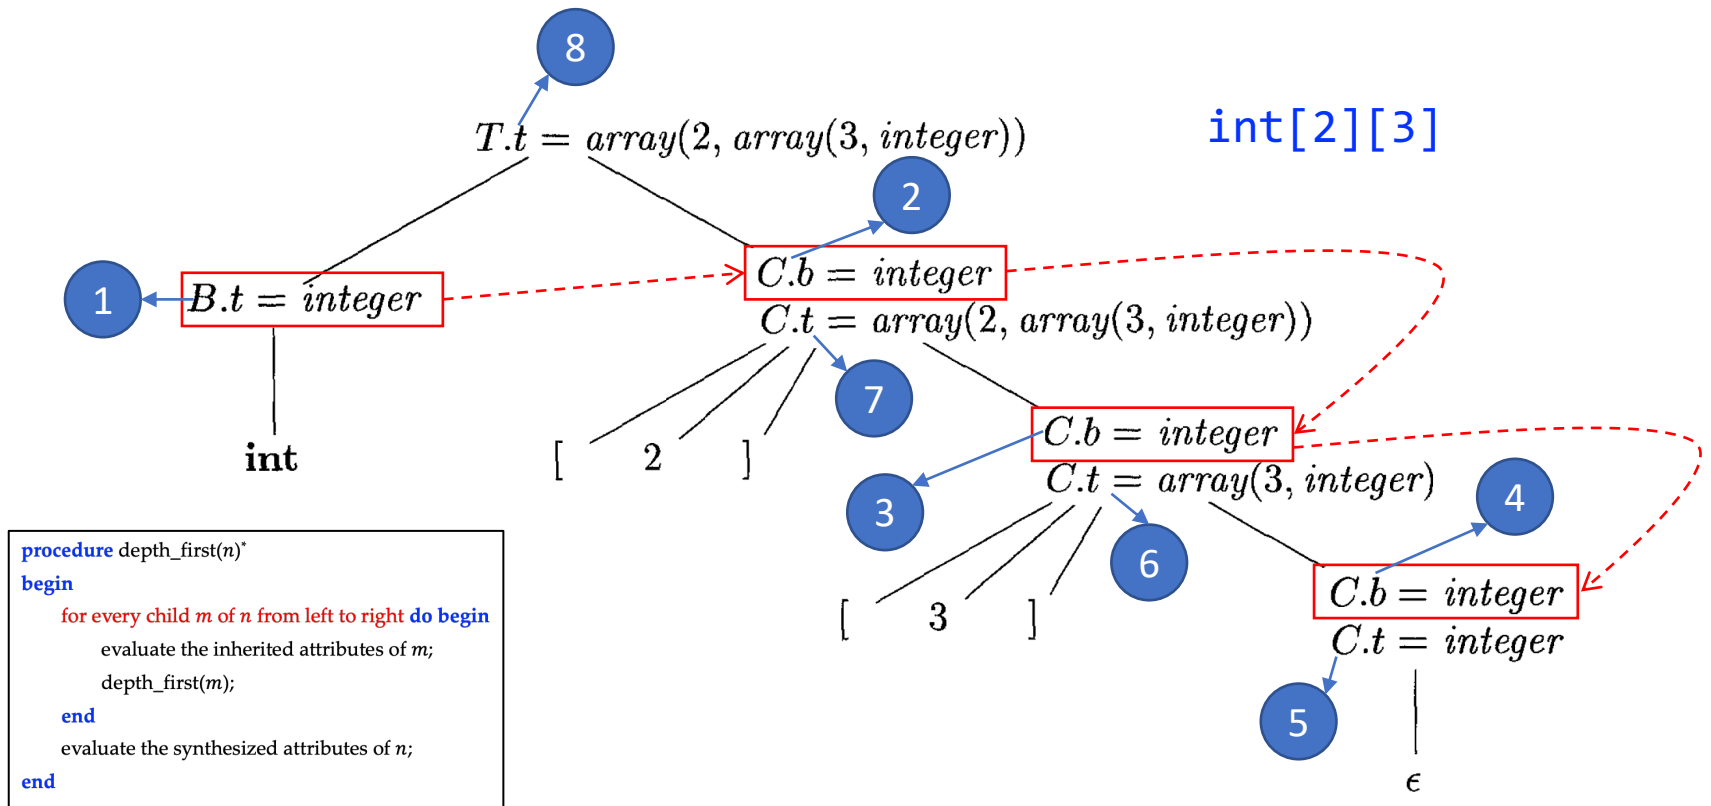 8
T.t = array(2, array(3, integer))
int[2][3]
2
C.b = integer
1
B.t = integer
C.t = array(2, array(3, integer))
7
C.b = integer
int
[ 2 ]
C.t = array(3, integer)
3
4
6
C.b = integer
[ 3 ]
C.t = integer
5
ϵ
procedure depth_first(n)*
begin
for every child m of n from left to right do begin
evaluate the inherited attributes of m;
depth_first(m);
end
evaluate the synthesized attributes of n;
end